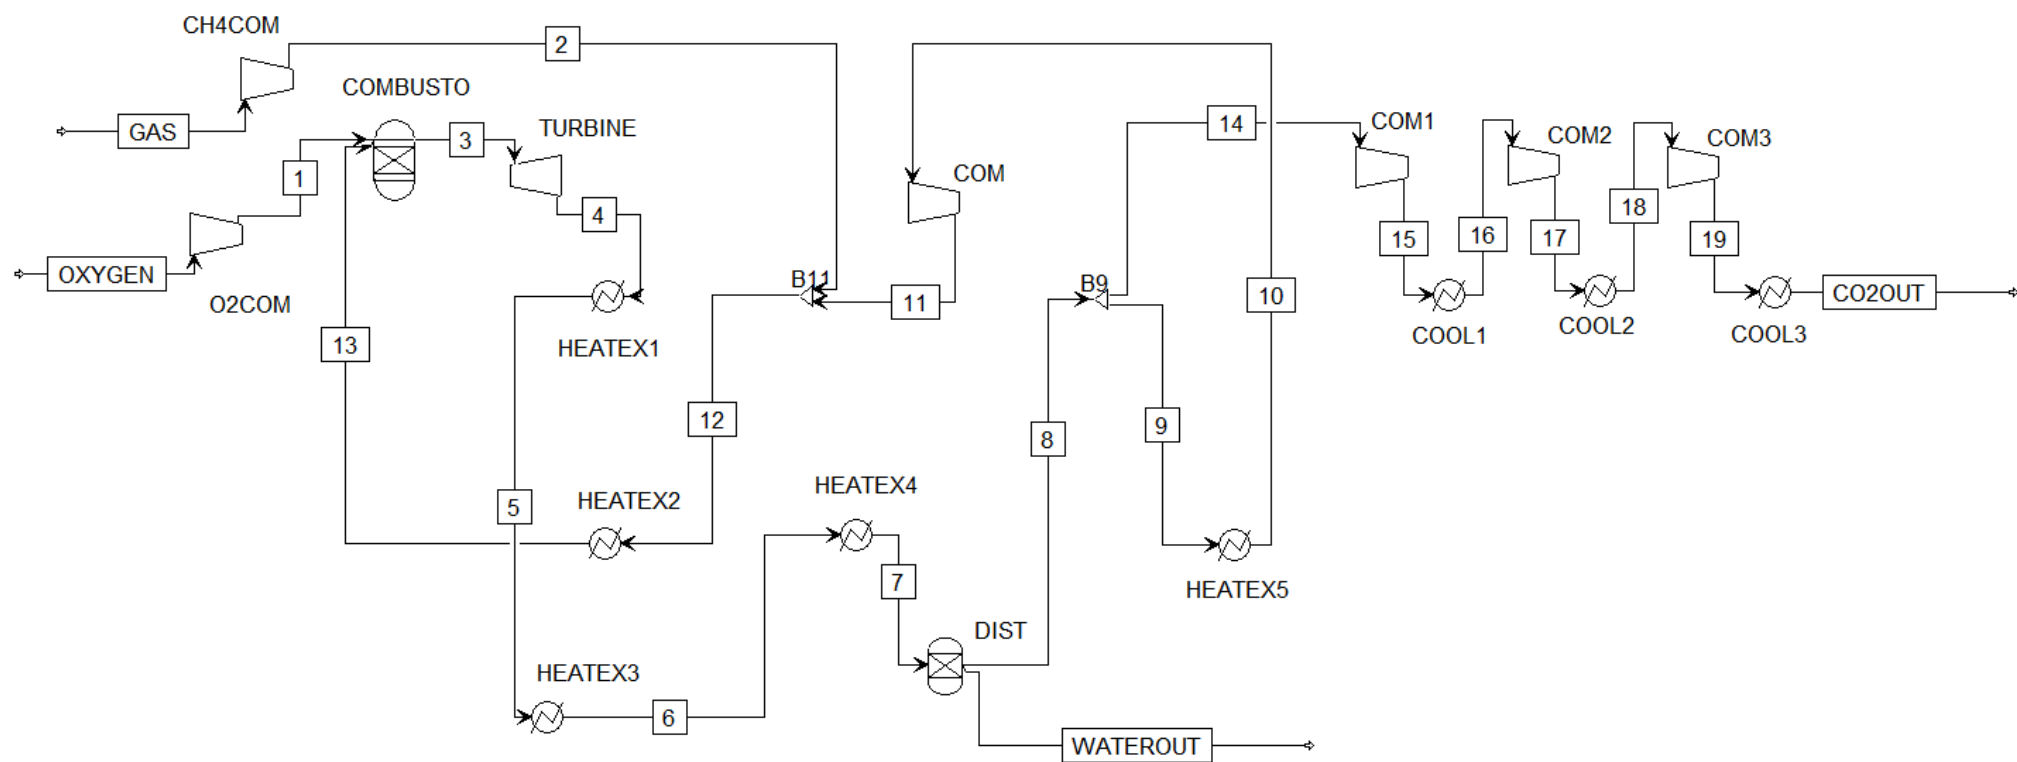 CH4COM
2
COMBUSTO
GAS
3
TURBINE
14
COM1
COM2
COM3
1
COM
4
15
16
17
18
19
OXYGEN
O2COM
B11
B9
11
10
CO2OUT
COOL1
COOL2
COOL3
13
HEATEX1
12
8
9
5
HEATEX2
HEATEX4
7
HEATEX5
DIST
HEATEX3
6
WATEROUT